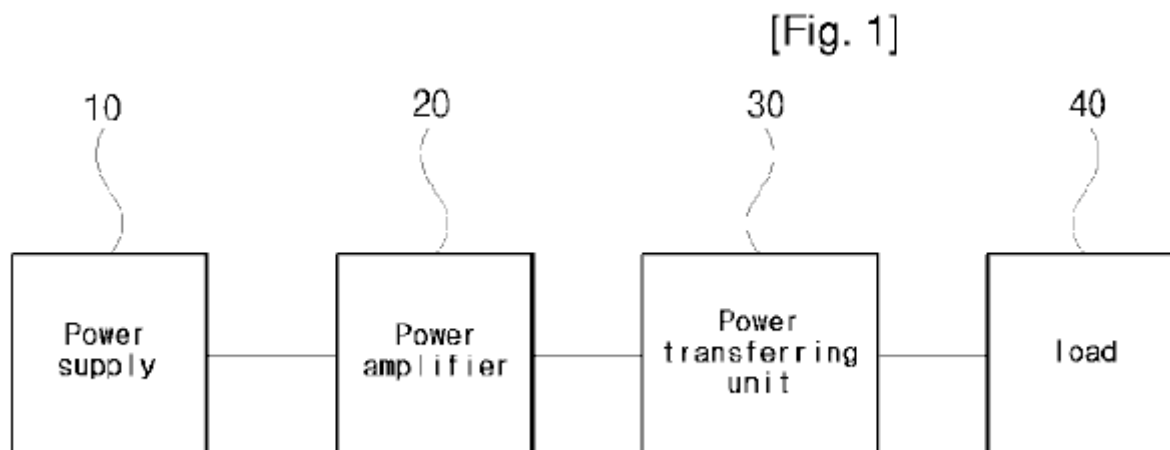 [Fig. 1]
10
20
30
40
Power
supply
Power
amplifier
Power
transferring
unit
load